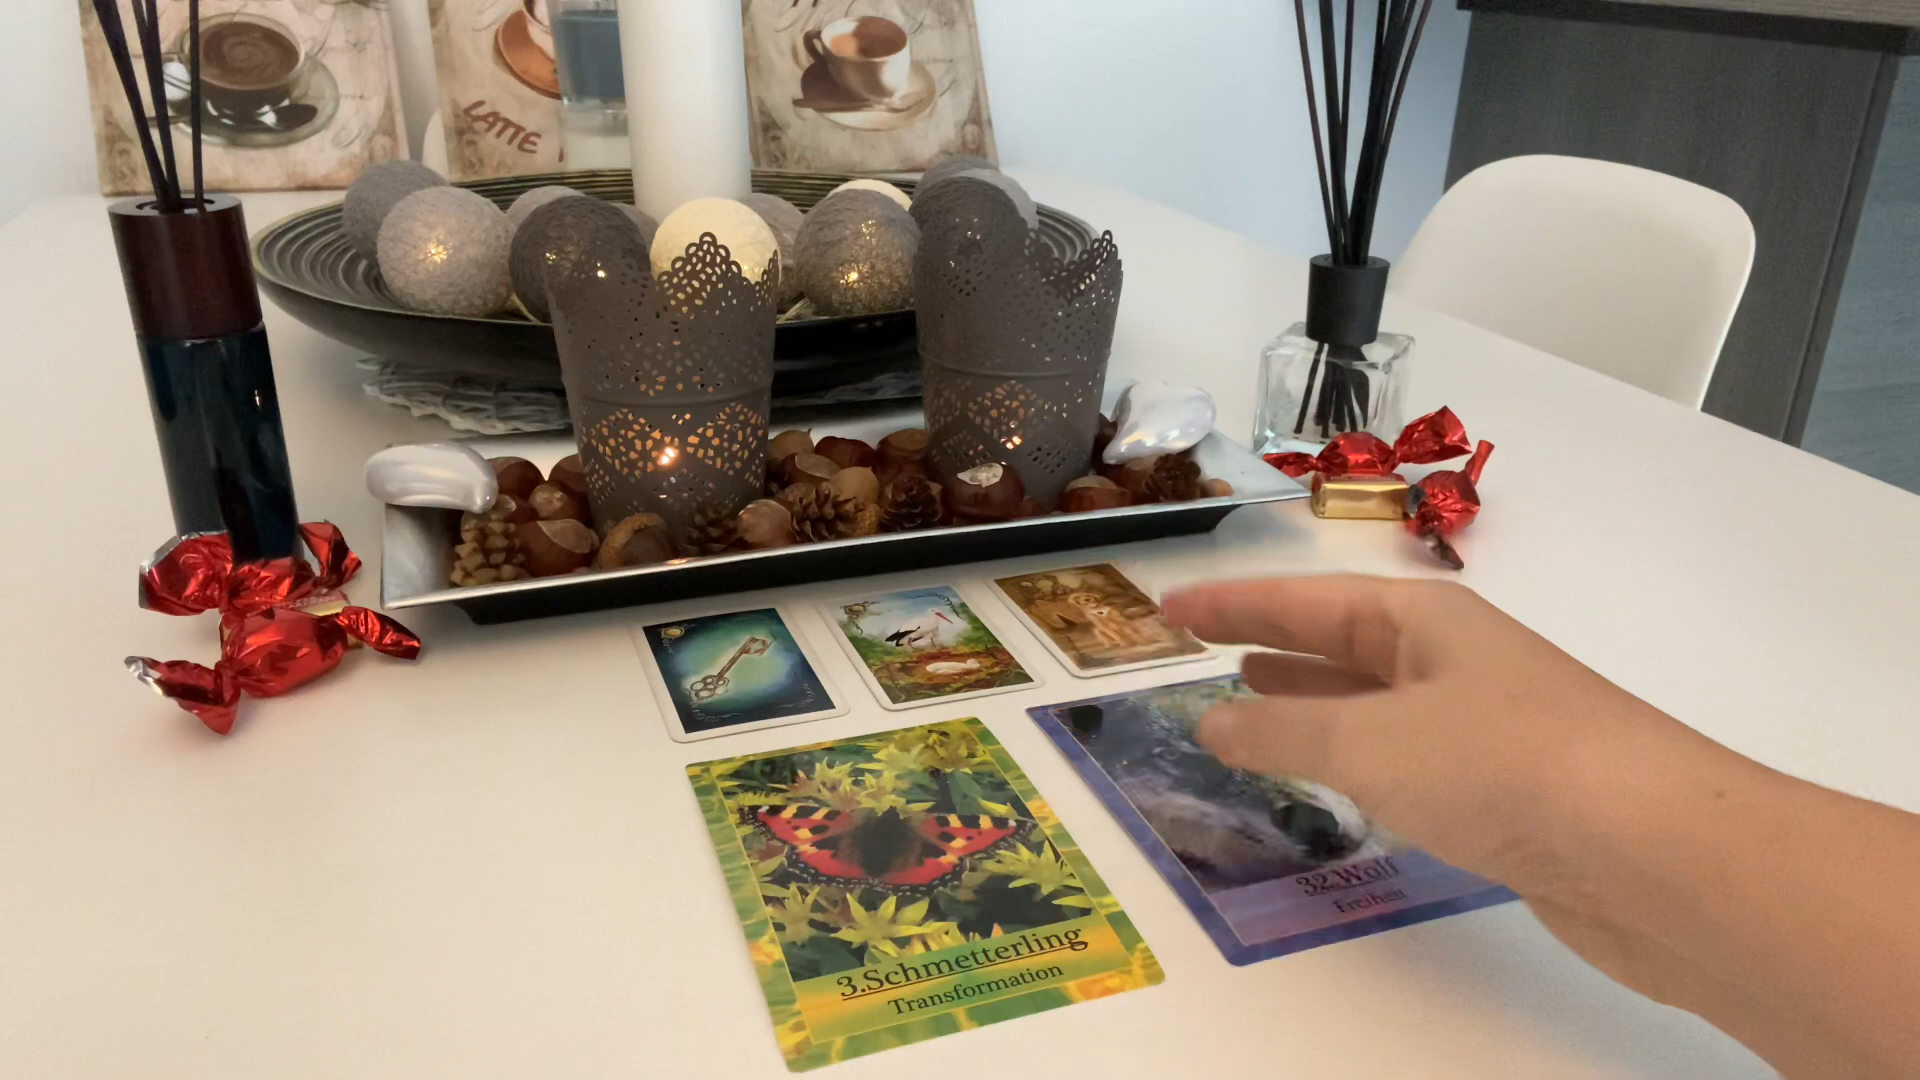 LATTE
32.Wolf
Freiheit
3.Schmetterling
Transformation